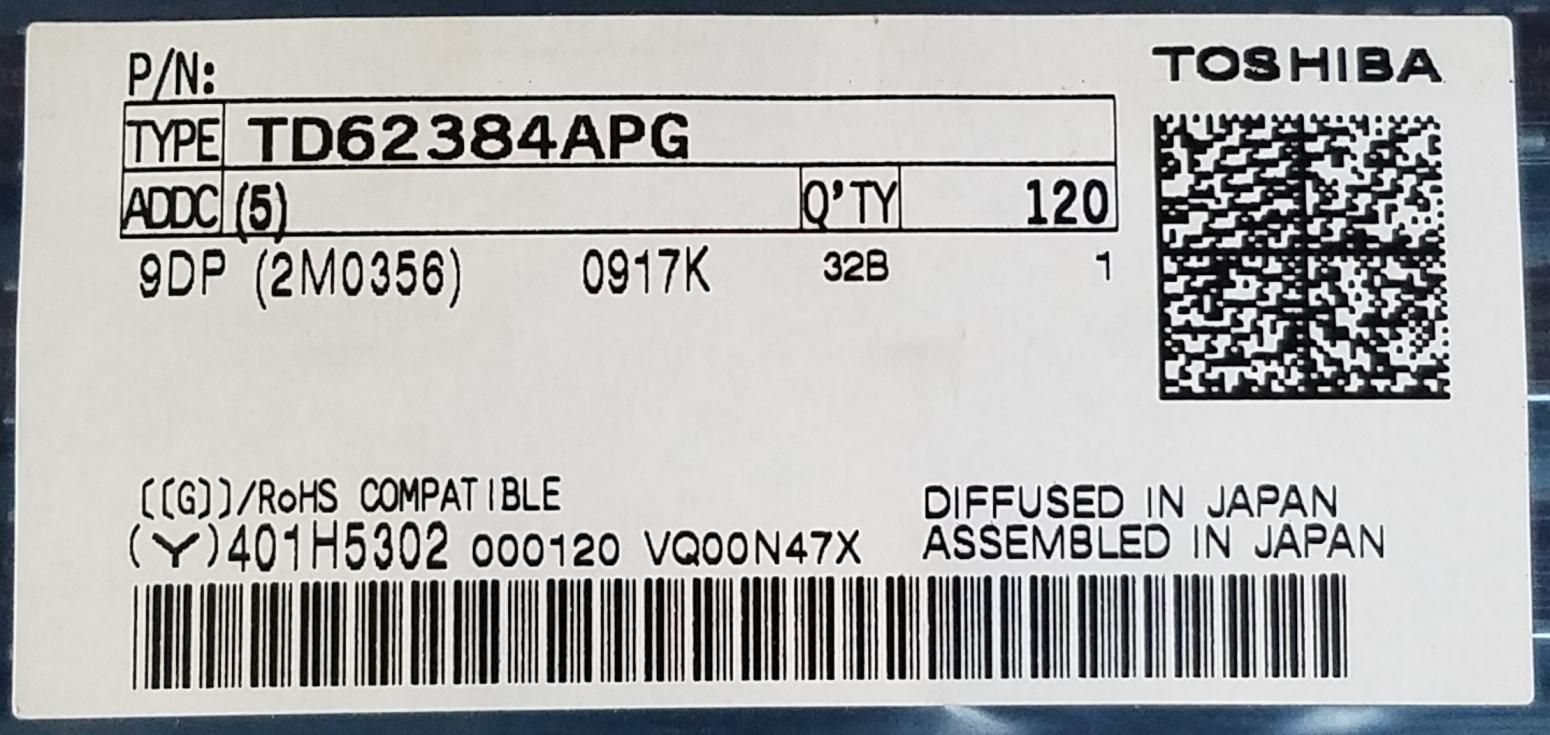 P/N:
TOSHIBA
TYPE TD62384APG
ADDC (5) Q'TY 120
9DP (2M0356) 0917K 32B 1
[[G]]/RoHS COMPATIBLE
DIFFUSED IN JAPAN
(Y)401H5302 000120 VQ00N47X
ASSEMBLED IN JAPAN